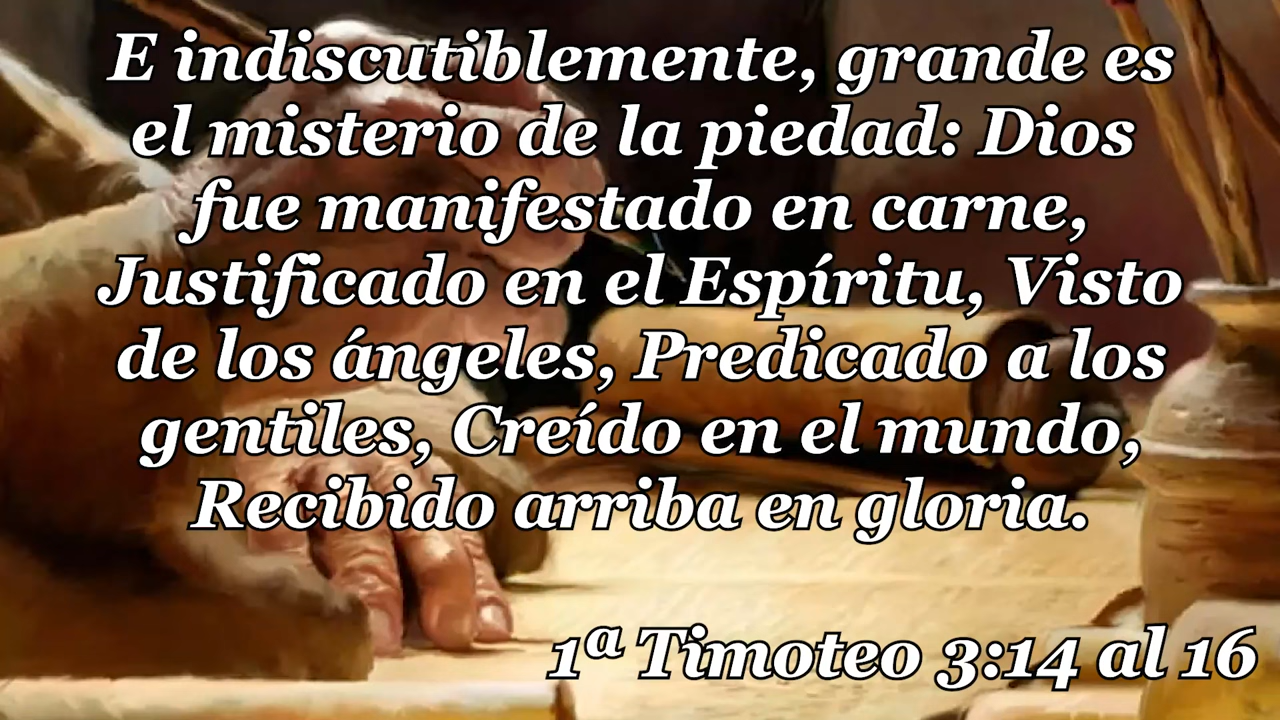 E indiscutiblemente, grande es
el misterio de la piedad: Dios
fue manifestado en carne,
Justificado en el Espíritu, Visto
de los ángeles, Predicado a los
gentiles, Creído en el mundo,
Recibido arriba en gloria.
1ª Timoteo 3:14 al 16